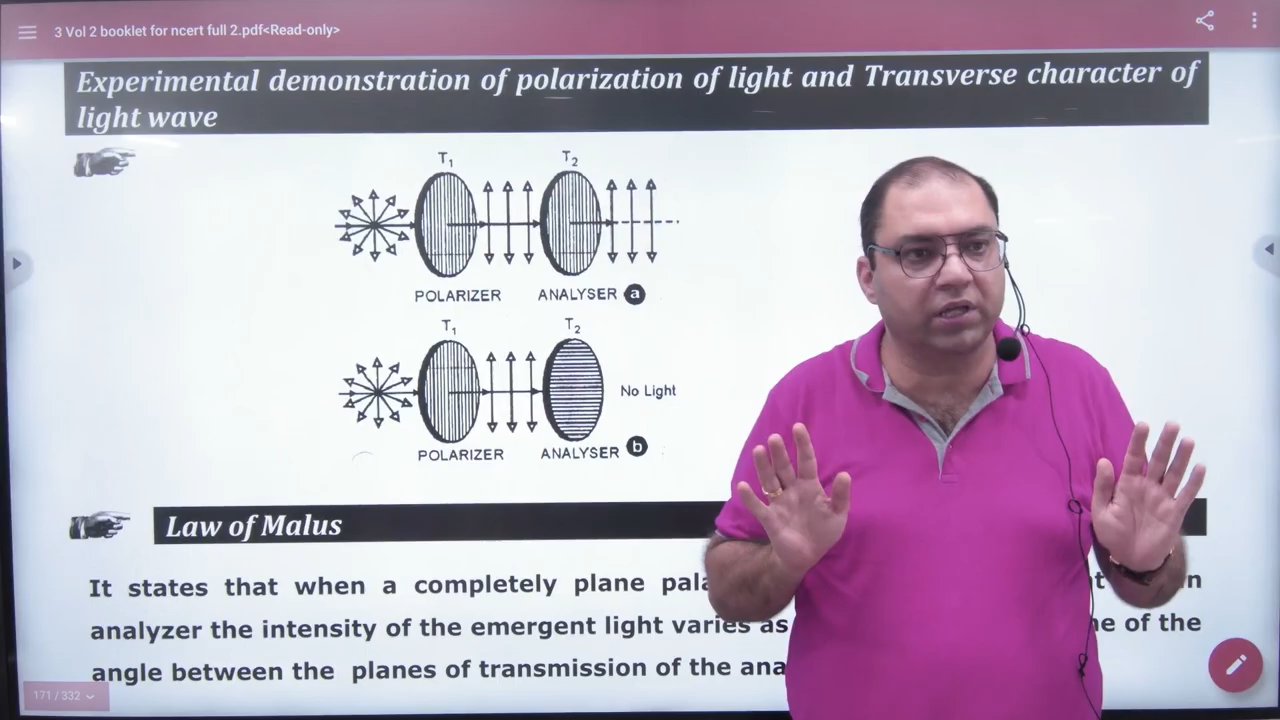 3 Vol 2 booklet for ncert full 2.pdf<Read-only>
Experimental demonstration of polarization of light and Transverse character of
light wave
T1 T2
POLARIZER ANALYSER a
T1 T2
No Light
POLARIZER ANALYSER b
Law of Malus
It states that when a completely plane
analyzer the intensity of the emergent light varies as of the
angle between the planes of transmission of the
171 / 332